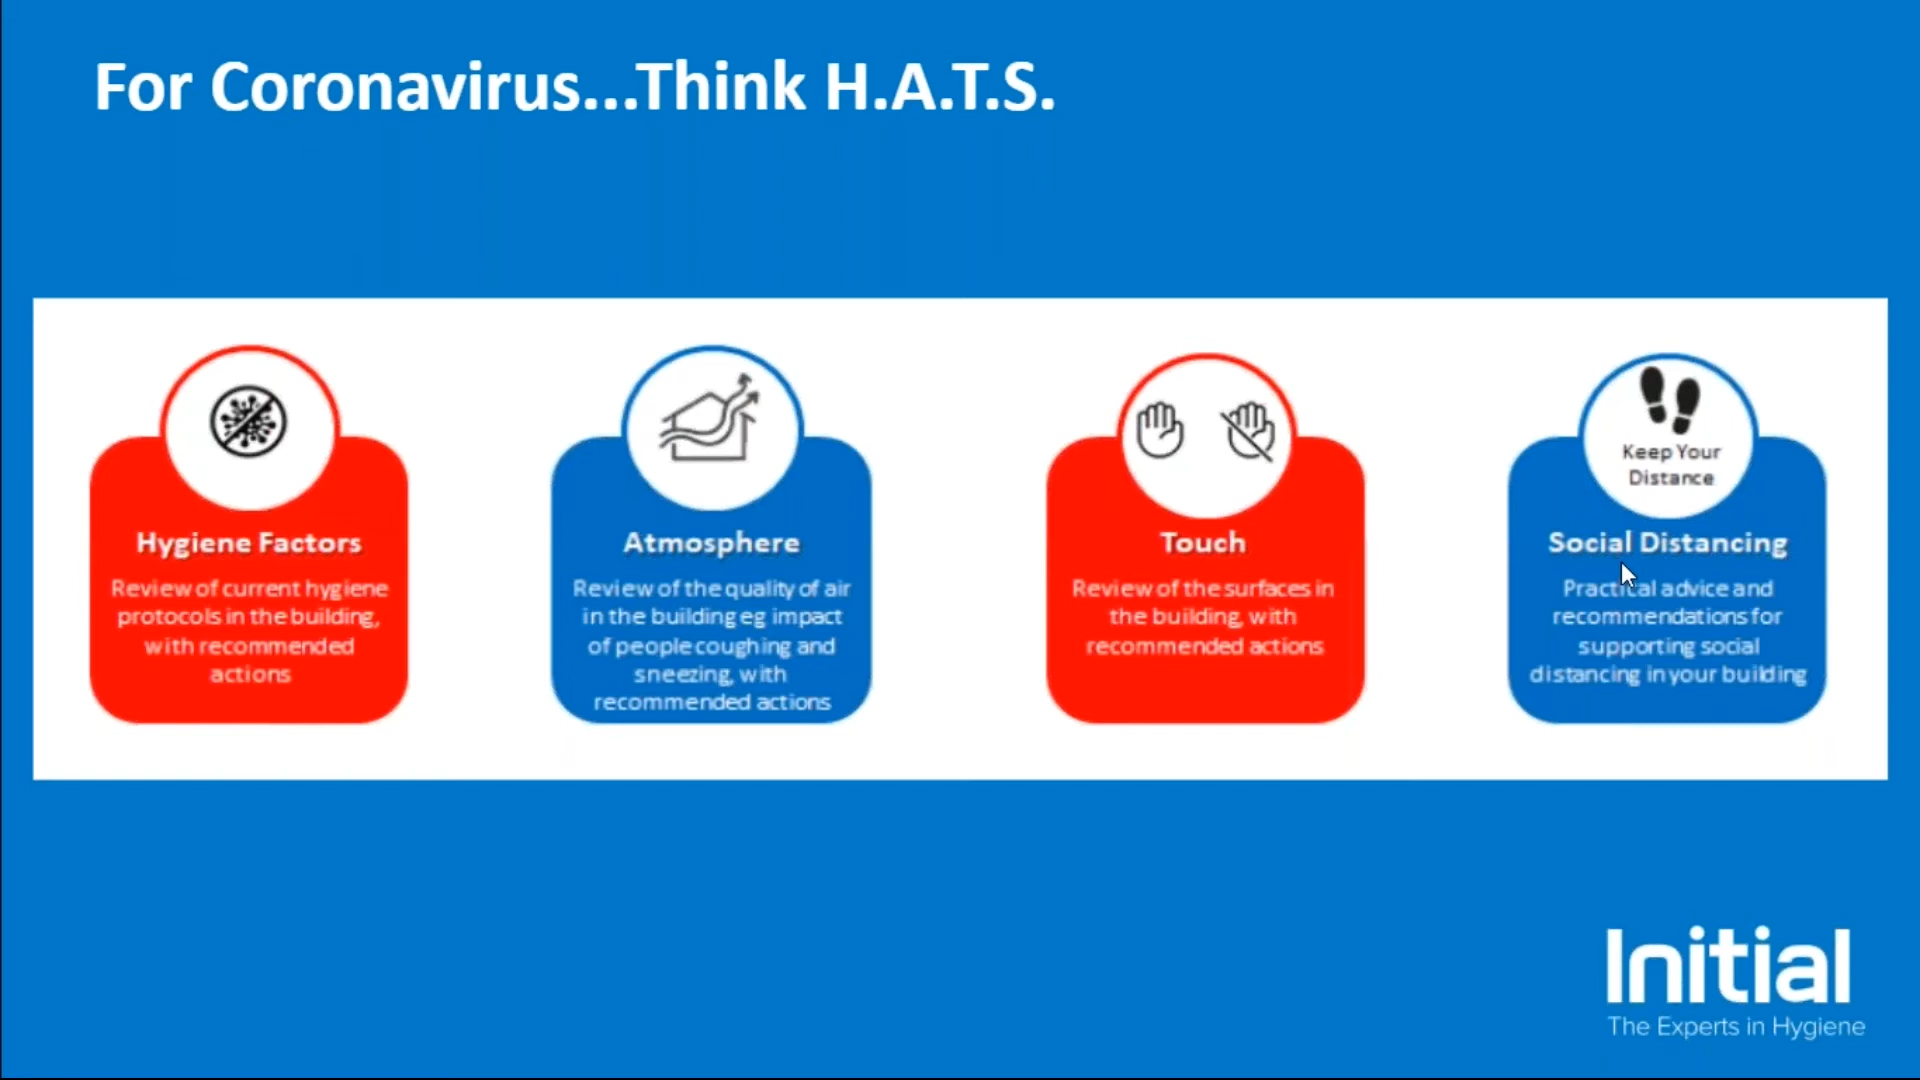 For Coronavirus...Think H.A.T.S.
Hygiene Factors
Review of current hygiene
protocols in the building,
with recommended
actions
Atmosphere
Review of the quality of air
in the building eg impact
of people coughing and
sneezing, with
recommended actions
Touch
Review of the surfaces in
the building, with
recommended actions
Keep Your
Distance
Social Distancing
Practical advice and
recommendations for
supporting social
distancing in your building
Initial
The Experts in Hygiene